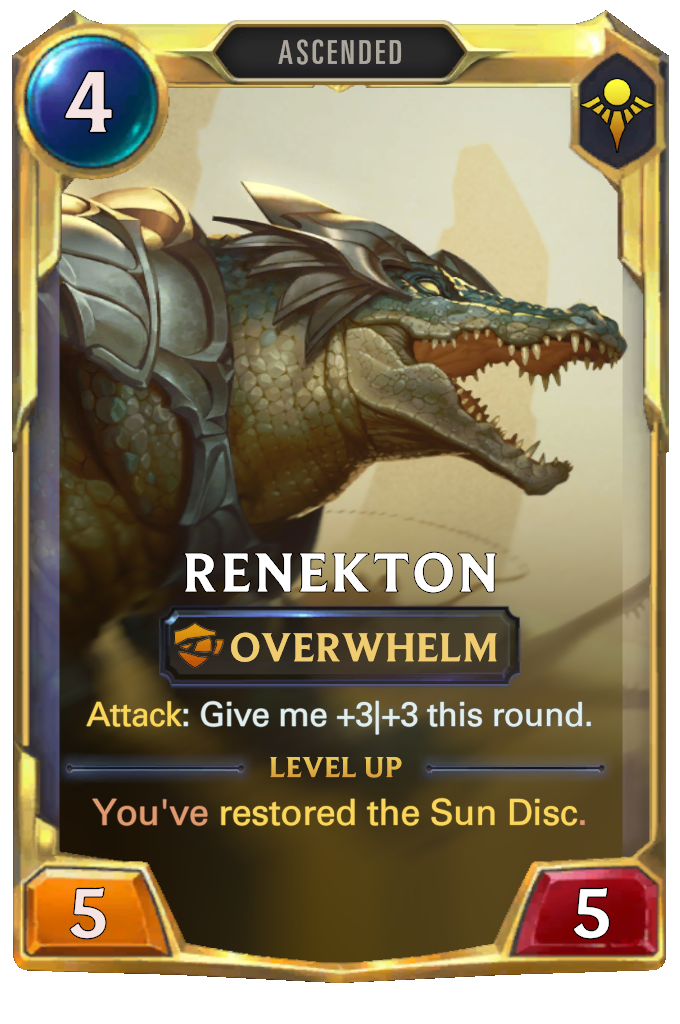 ASCENDED
4
RENEKTON
OVERWHELM
Attack: Give me +3|+3 this round.
LEVEL UP
You've restored the Sun Disc.
5 5